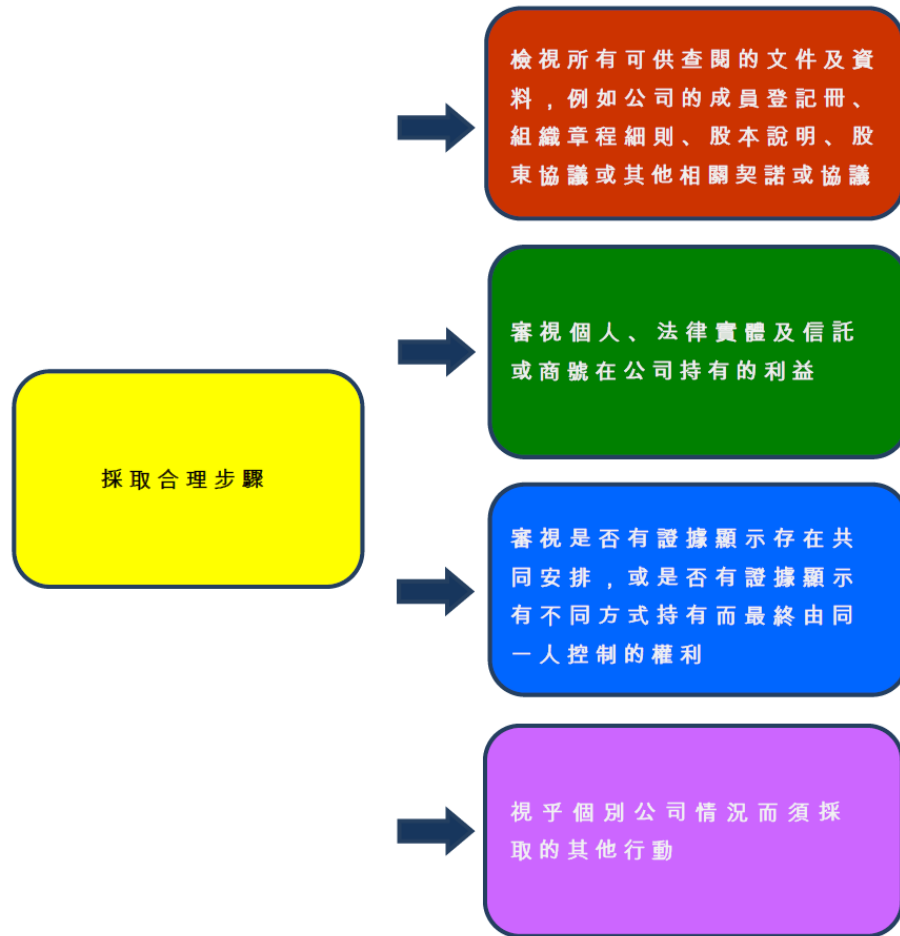 檢視所有可供查閱的文件及資
料，例如公司的成員登記冊、
組織章程細則、股本說明、股
東協議或其他相關契諾或協議
審視個人、法律實體及信託
或商號在公司持有的利益
採取合理步驟
審視是否有證據顯示存在共
同安排，或是否有證據顯示
有不同方式持有而最終由同
一人控制的權利
視乎個別公司情況而須採
取的其他行動